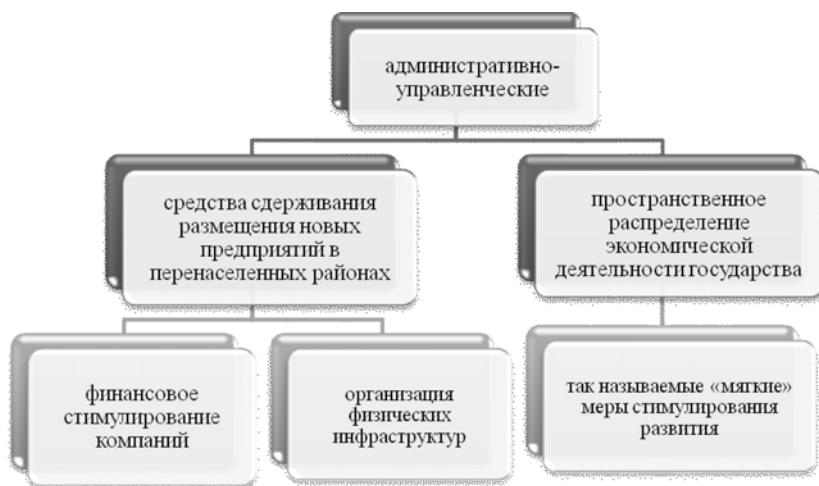 административно-
управленческие
средства сдерживания
размещения новых
предприятий в
перенаселенных районах
пространственное
распределение
экономической
деятельности государства
финансовое
стимулирование
компаний
организация
физических
инфраструктур
так называемые «мягкие»
меры стимулирования
развития